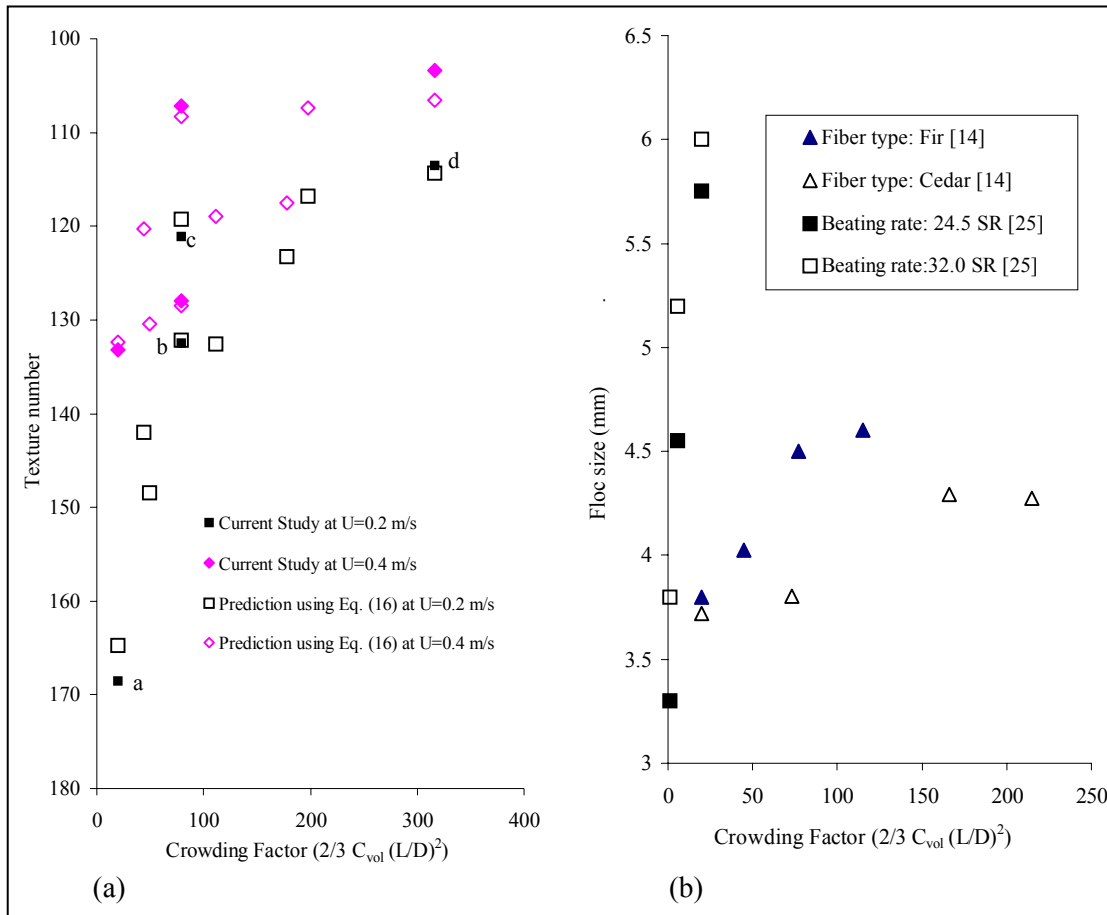 100
110
120
130
140
150
160
170
180
Texture number
0
100
200
300
400
Crowding Factor (2/3 C_vol (L/D)²)
a
b
c
d
Current Study at U=0.2 m/s
Current Study at U=0.4 m/s
Prediction using Eq. (16) at U=0.2 m/s
Prediction using Eq. (16) at U=0.4 m/s
(a)
6.5
6
5.5
5
4.5
4
3.5
3
Floc size (mm)
0
50
100
150
200
250
Crowding Factor (2/3 C_vol (L/D)²)
Fiber type: Fir [14]
Fiber type: Cedar [14]
Beating rate: 24.5 SR [25]
Beating rate:32.0 SR [25]
(b)